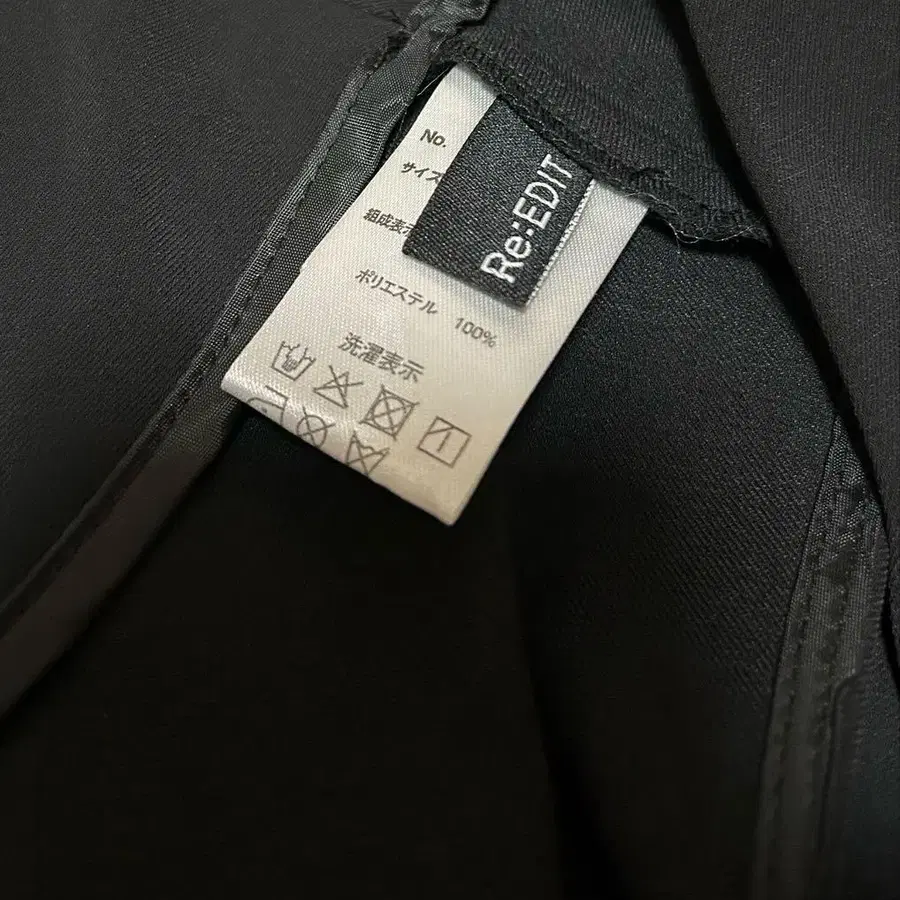 No.
サイズ
組成表示
ポリエステル 100%
洗濯表示
Re:EDIT